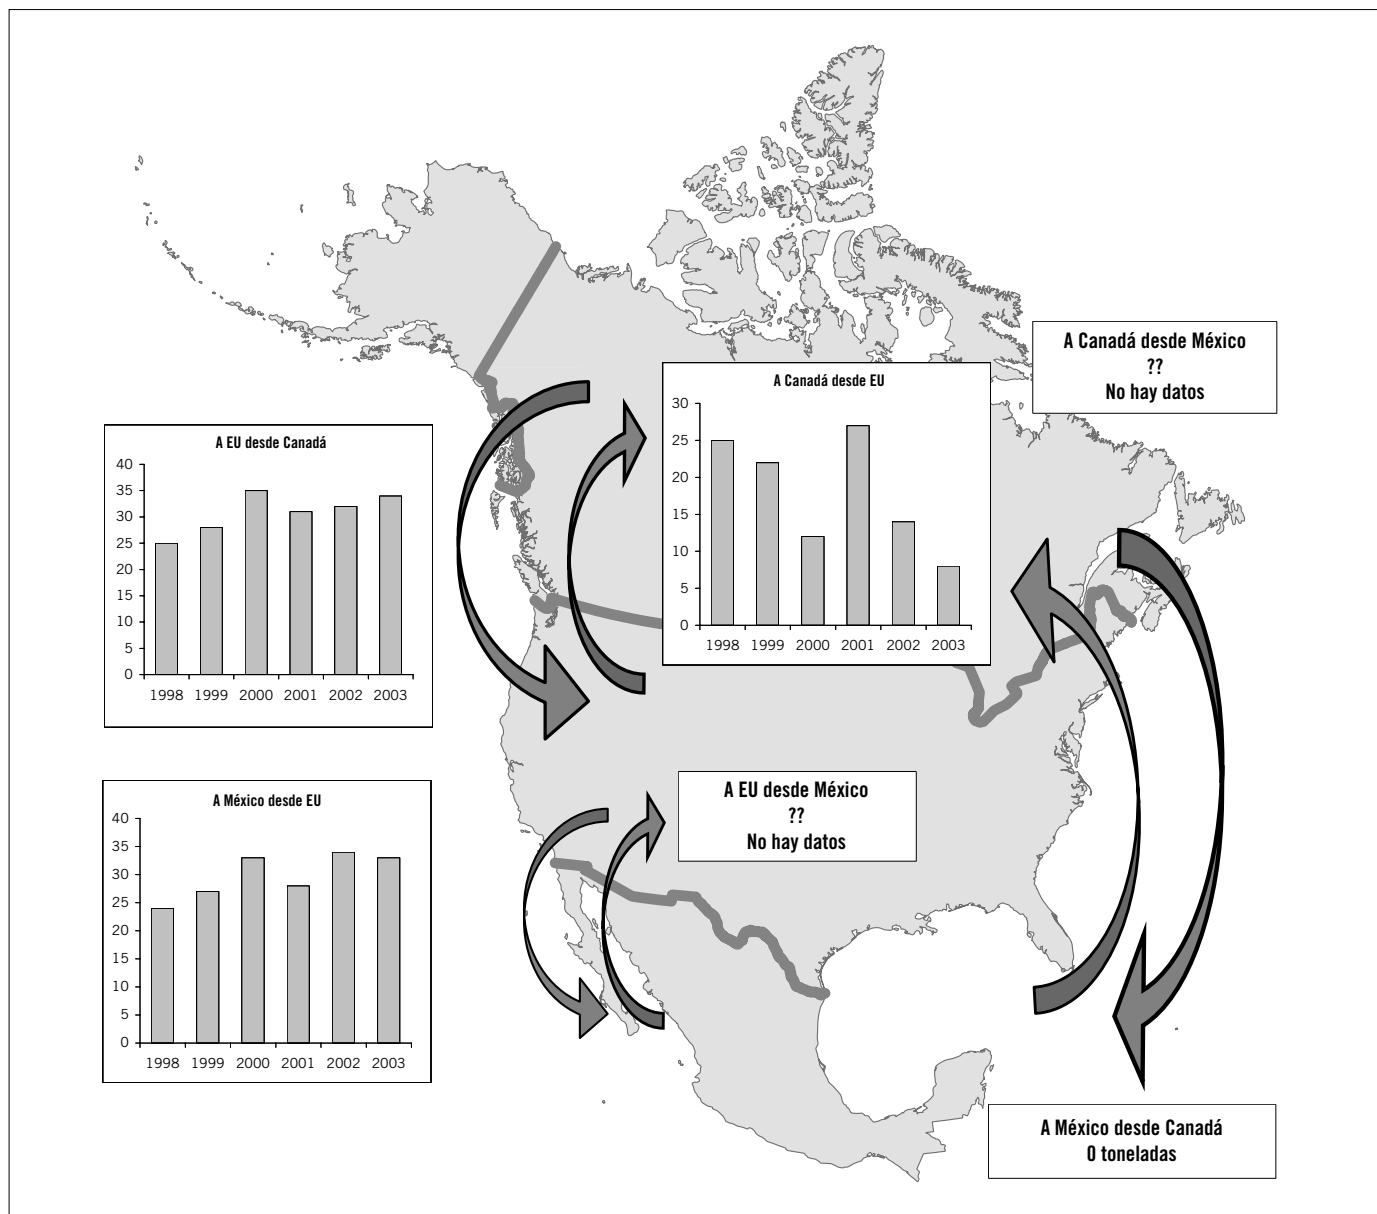 A Canadá desde México
??
No hay datos
A Canadá desde EU
30
25
20
15
10
5
0
1998 1999 2000 2001 2002 2003
A EU desde Canadá
40
35
30
25
20
15
10
5
0
1998 1999 2000 2001 2002 2003
A EU desde México
??
No hay datos
A México desde EU
40
35
30
25
20
15
10
5
0
1998 1999 2000 2001 2002 2003
A México desde Canadá
0 toneladas